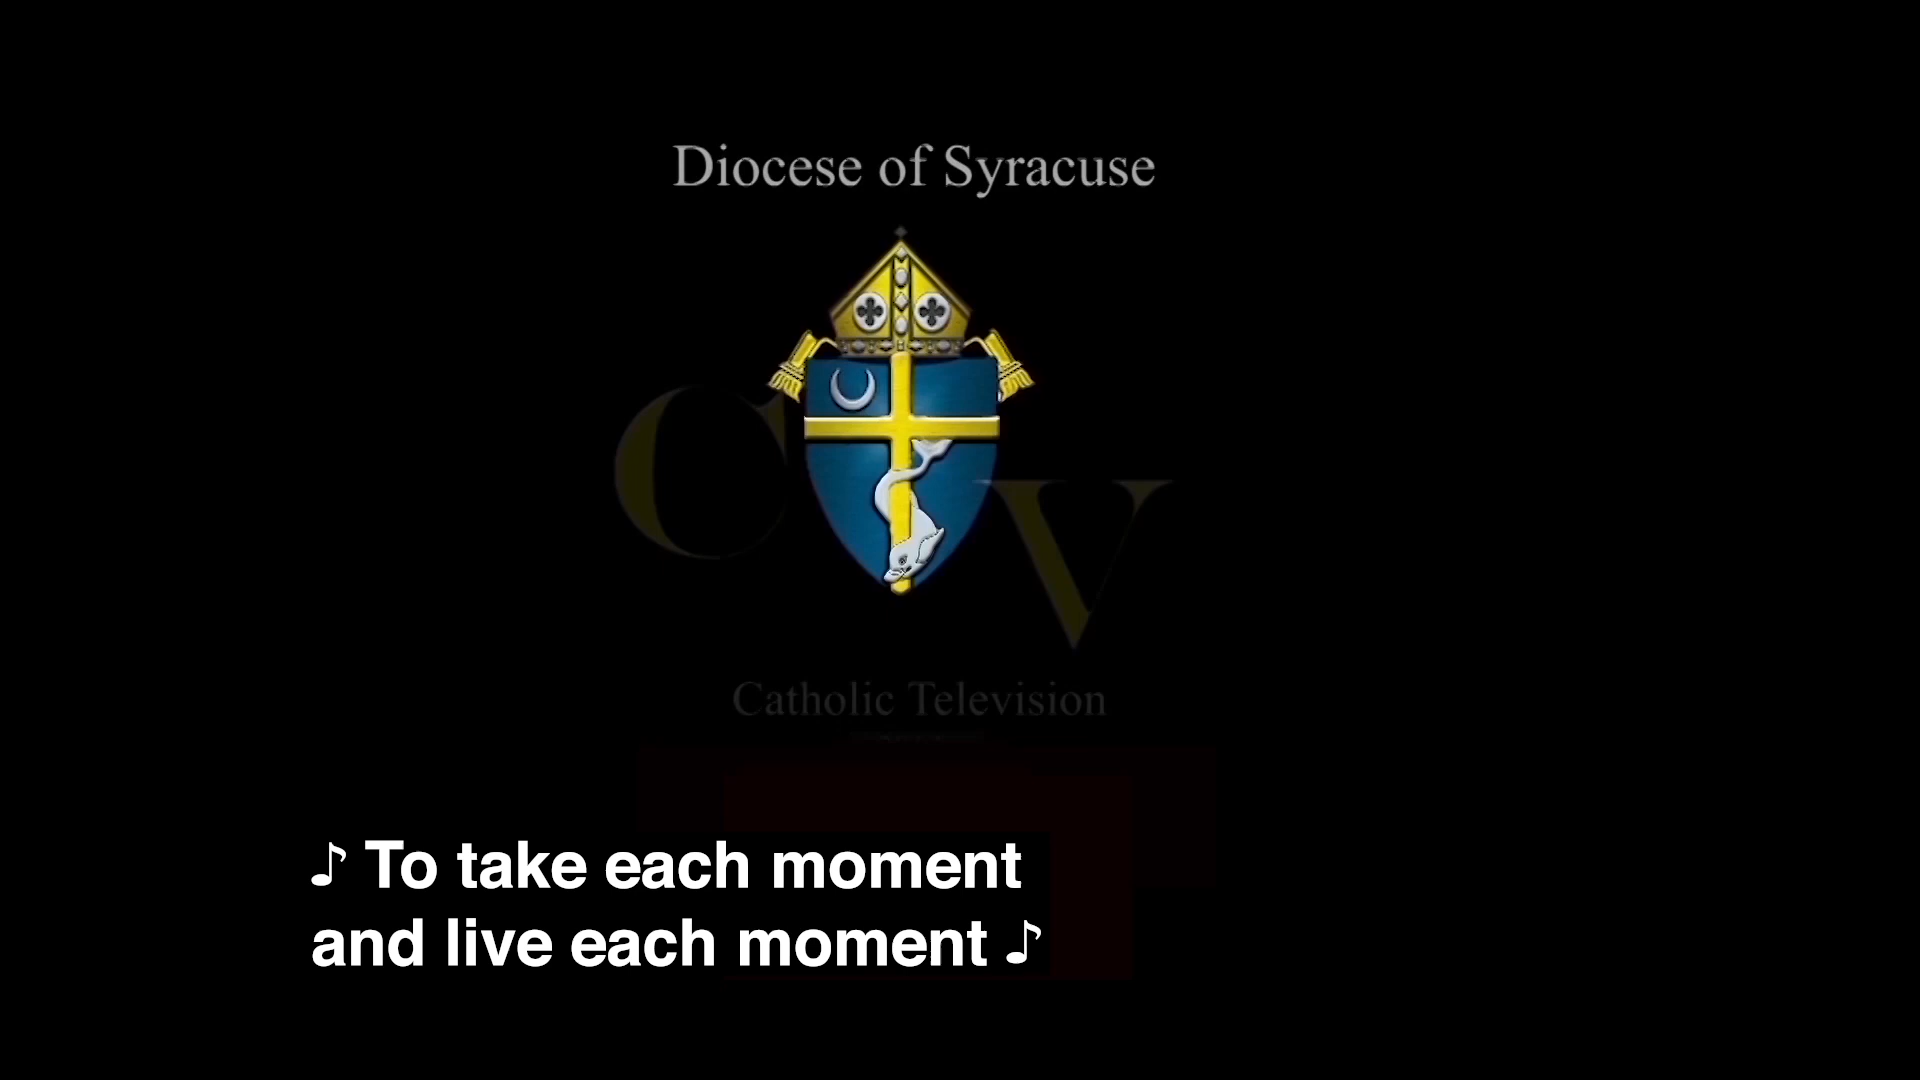 Diocese of Syracuse
C V
Catholic Television
♪ To take each moment
and live each moment ♪